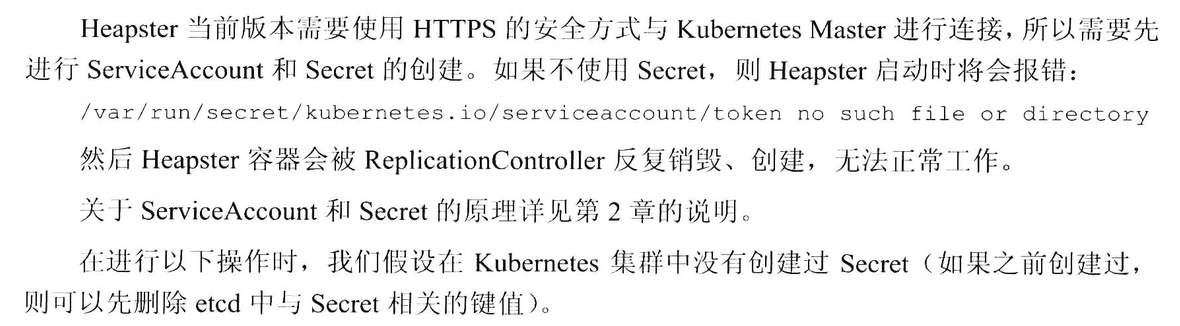 Heapster 当前版本需要使用 HTTPS 的安全方式与 Kubernetes Master 进行连接，所以需要先
进行 ServiceAccount 和 Secret 的创建。如果不使用 Secret，则 Heapster 启动时将会报错：
/var/run/secret/kubernetes.io/serviceaccount/token no such file or directory
然后 Heapster 容器会被 ReplicationController 反复销毁、创建，无法正常工作。
关于 ServiceAccount 和 Secret 的原理详见第 2 章的说明。
在进行以下操作时，我们假设在 Kubernetes 集群中没有创建过 Secret（如果之前创建过，
则可以先删除 etcd 中与 Secret 相关的键值）。